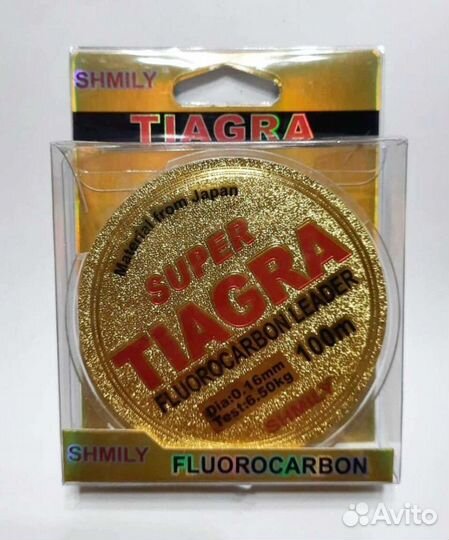 SHMILY
TIAGRA
Material from Japan
SUPER
TIAGRA
FLUOROCARBON LEADER
100m
Dia:0.16mm
Test:6.50kg
SHMILY
SHMILY FLUOROCARBON
Avito